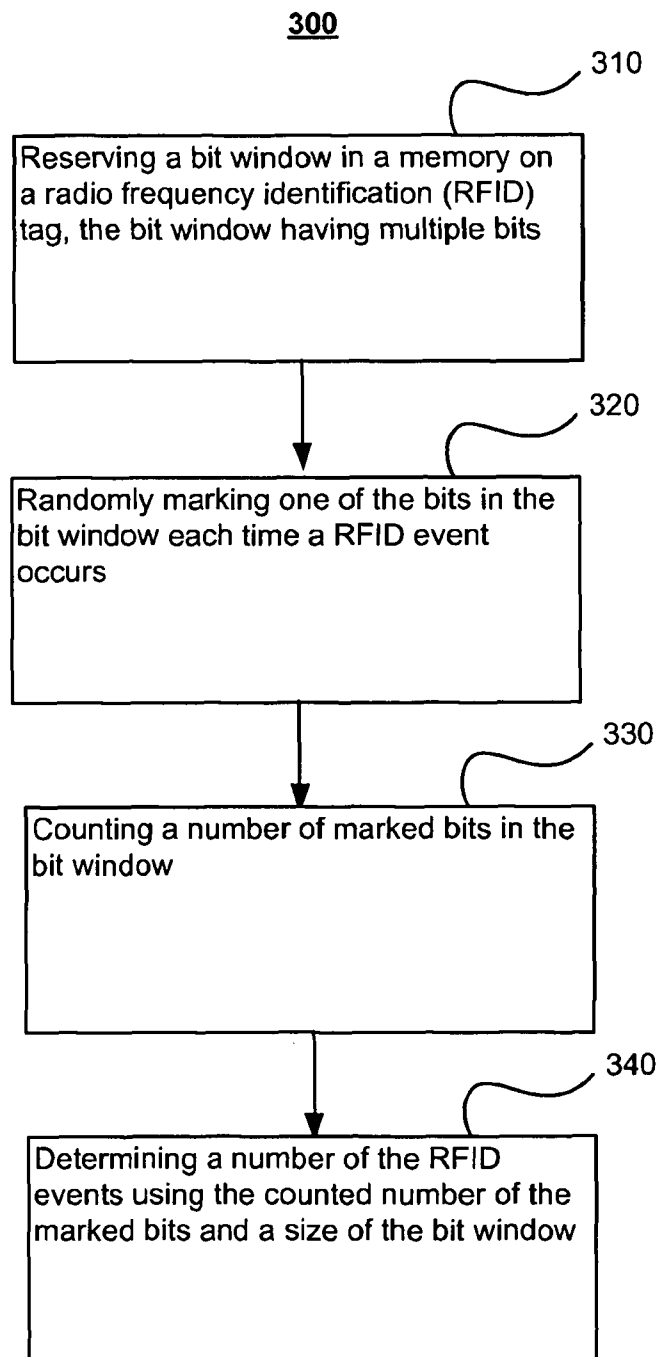 300
310
Reserving a bit window in a memory on
a radio frequency identification (RFID)
tag, the bit window having multiple bits
320
Randomly marking one of the bits in the
bit window each time a RFID event
occurs
330
Counting a number of marked bits in the
bit window
340
Determining a number of the RFID
events using the counted number of the
marked bits and a size of the bit window